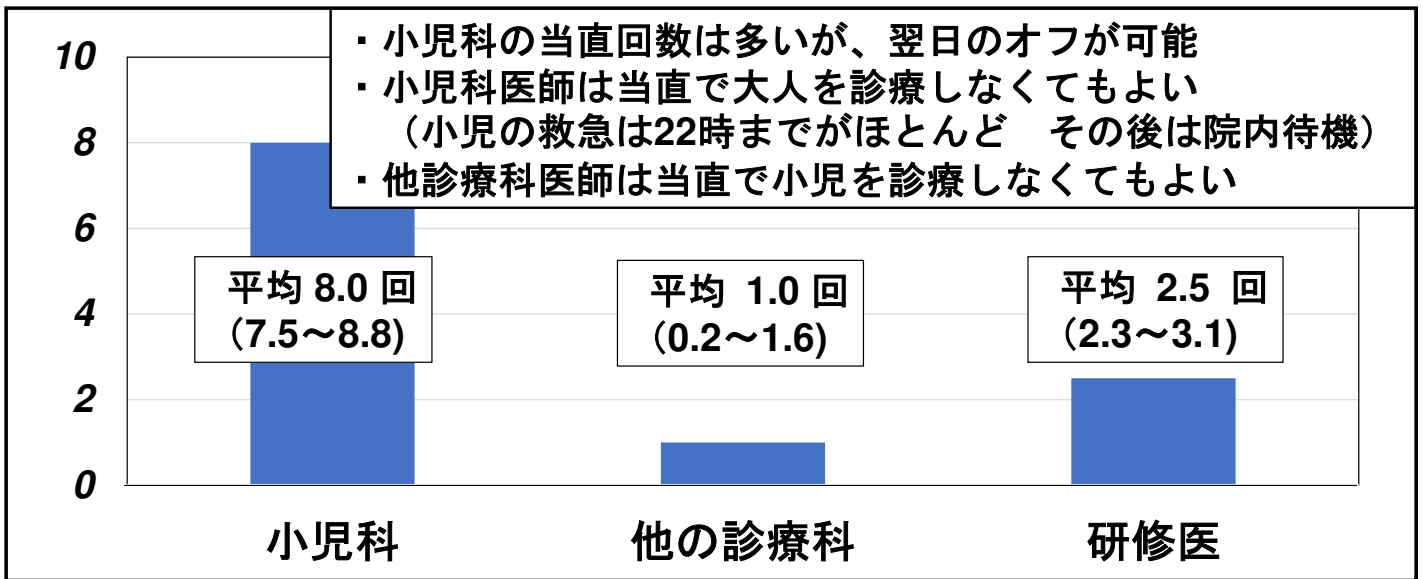 ・小児科の当直回数は多いが、翌日のオフが可能
・小児科医師は当直で大人を診療しなくてもよい
（小児の救急は22時までがほとんど　その後は院内待機）
・他診療科医師は当直で小児を診療しなくてもよい
10
8
6
4
2
0
平均 8.0 回
(7.5～8.8)
平均 1.0 回
(0.2～1.6)
平均 2.5 回
(2.3～3.1)
小児科
他の診療科
研修医